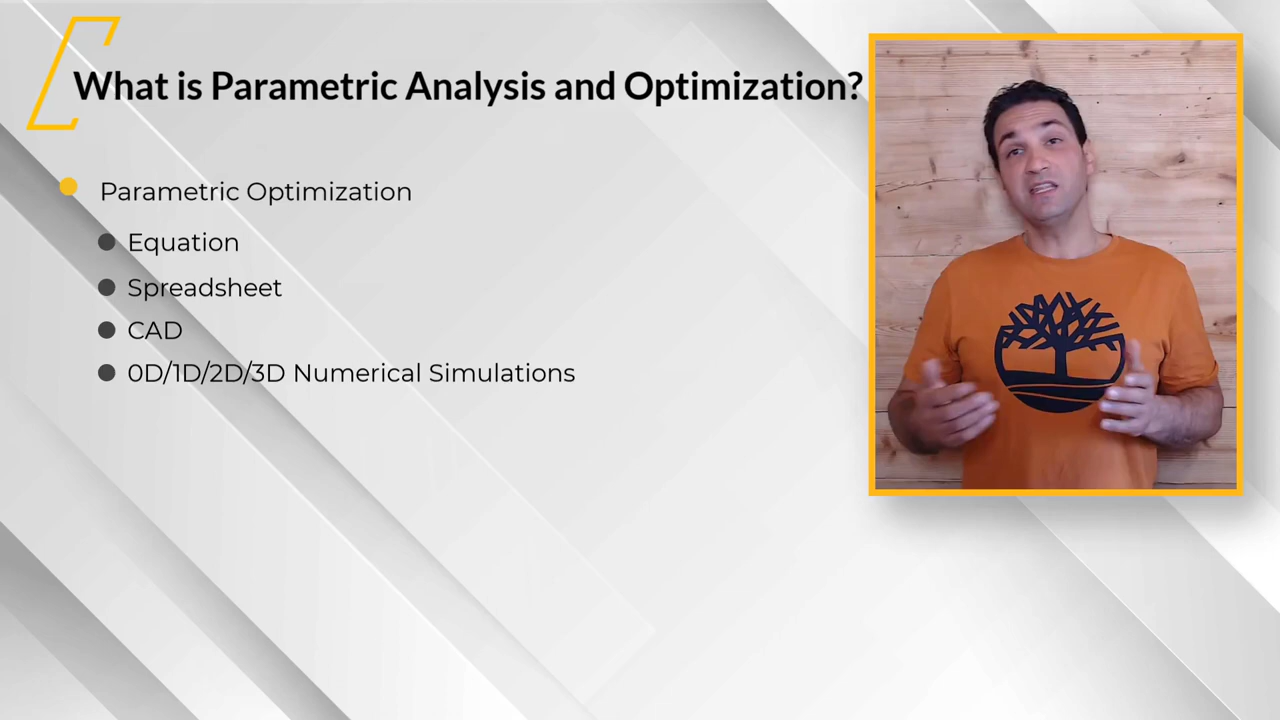 What is Parametric Analysis and Optimization?
Parametric Optimization
Equation
Spreadsheet
CAD
0D/1D/2D/3D Numerical Simulations